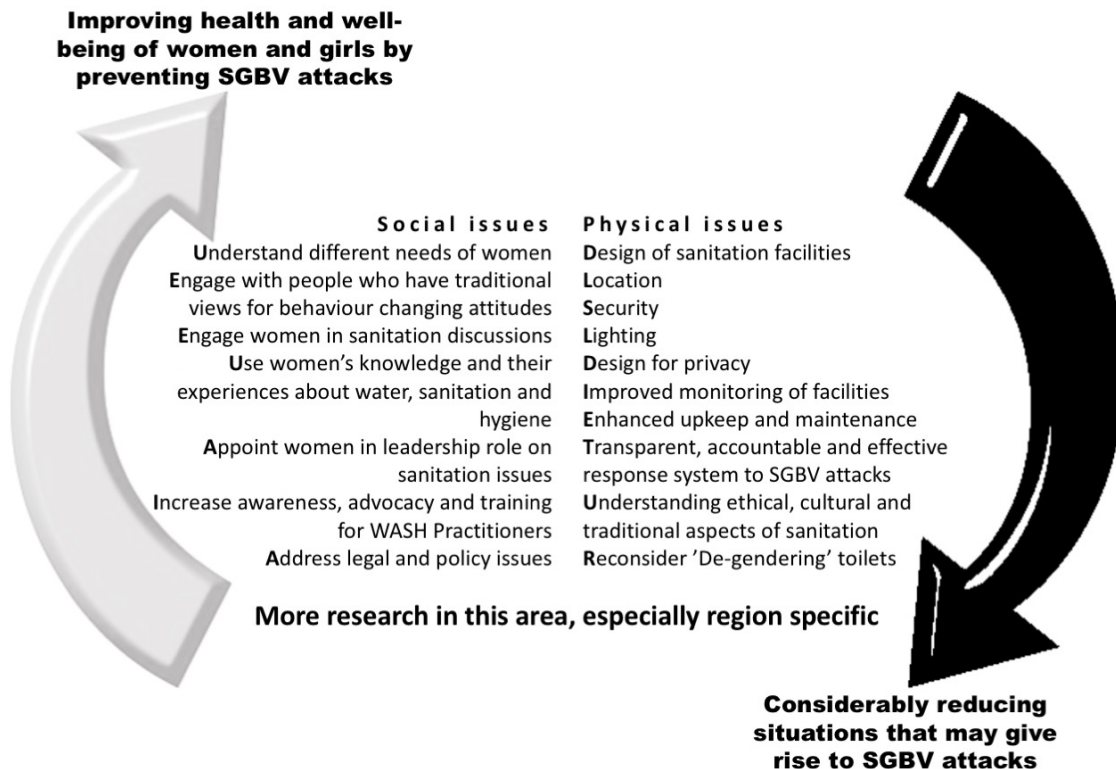 Improving health and well-
being of women and girls by
preventing SGBV attacks
Social issues
Understand different needs of women
Engage with people who have traditional
views for behaviour changing attitudes
Engage women in sanitation discussions
Use women’s knowledge and their
experiences about water, sanitation and
hygiene
Appoint women in leadership role on
sanitation issues
Increase awareness, advocacy and training
for WASH Practitioners
Address legal and policy issues
Physical issues
Design of sanitation facilities
Location
Security
Lighting
Design for privacy
Improved monitoring of facilities
Enhanced upkeep and maintenance
Transparent, accountable and effective
response system to SGBV attacks
Understanding ethical, cultural and
traditional aspects of sanitation
Reconsider ’De-gendering’ toilets
More research in this area, especially region specific
Considerably reducing
situations that may give
rise to SGBV attacks